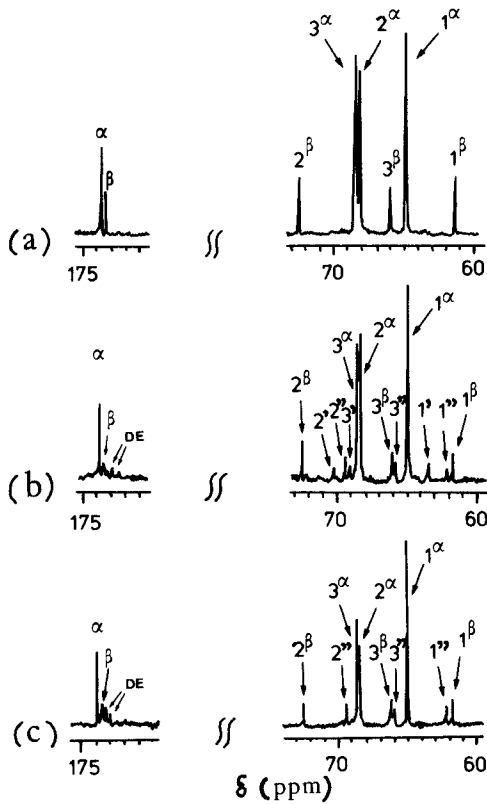 3α 2α 1α
α
β 2β 3β 1β
(a)
175 70 60
1α
α 3α 2α
2β 2' 2'' 3' 3β 3'' 1' 1'' 1β
β DE
(b)
175 70 60
1α
α 3α 2α
β DE 2β 2'' 3β 3'' 1'' 1β
(c)
175 70 60
δ (ppm)